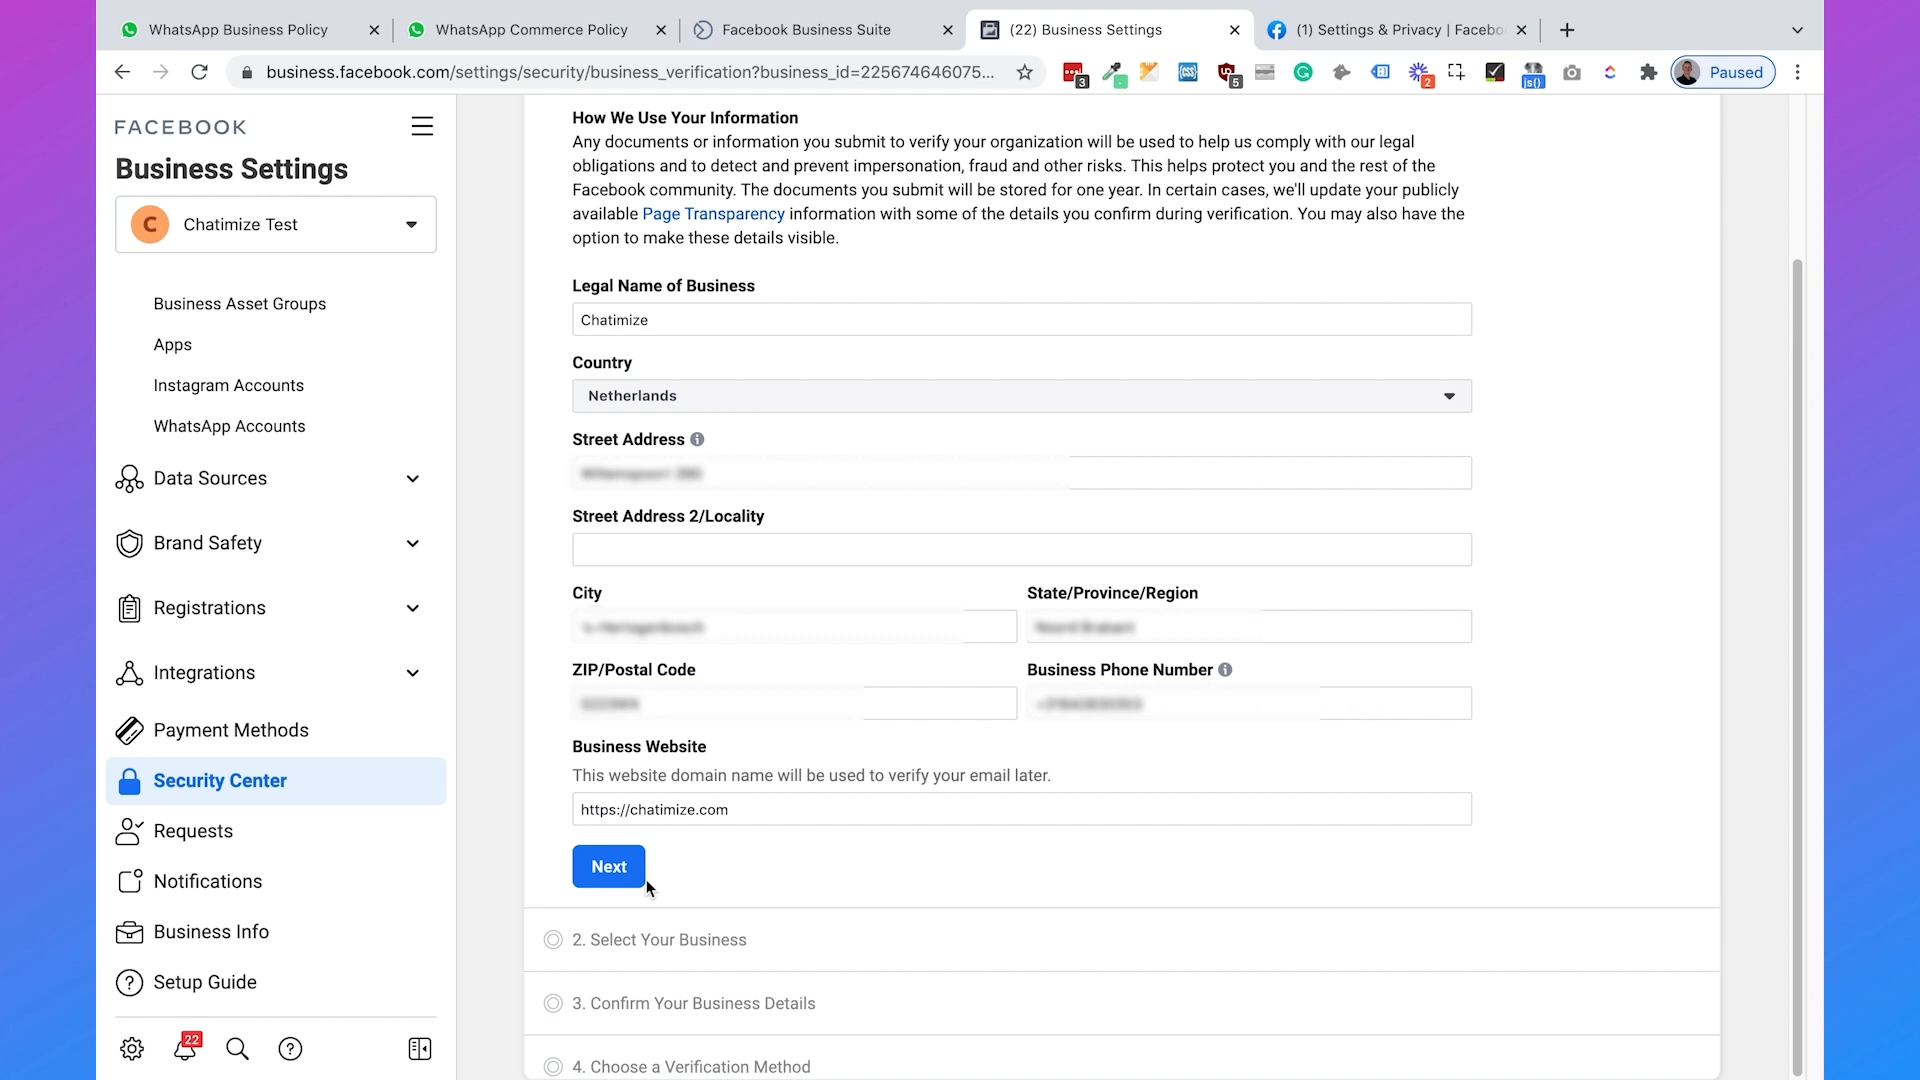 WhatsApp Business Policy
WhatsApp Commerce Policy
Facebook Business Suite
(22) Business Settings
(1) Settings & Privacy | Facebo
business.facebook.com/settings/security/business_verification?business_id=225674646075...
3
5
2
js()
Paused
FACEBOOK
Business Settings
C
Chatimize Test
Business Asset Groups
Apps
Instagram Accounts
WhatsApp Accounts
Data Sources
Brand Safety
Registrations
Integrations
Payment Methods
Security Center
Requests
Notifications
Business Info
Setup Guide
22
How We Use Your Information
Any documents or information you submit to verify your organization will be used to help us comply with our legal
obligations and to detect and prevent impersonation, fraud and other risks. This helps protect you and the rest of the
Facebook community. The documents you submit will be stored for one year. In certain cases, we'll update your publicly
available Page Transparency information with some of the details you confirm during verification. You may also have the
option to make these details visible.
Legal Name of Business
Chatimize
Country
Netherlands
Street Address
Street Address 2/Locality
City
State/Province/Region
ZIP/Postal Code
Business Phone Number
Business Website
This website domain name will be used to verify your email later.
https://chatimize.com
Next
2. Select Your Business
3. Confirm Your Business Details
4. Choose a Verification Method